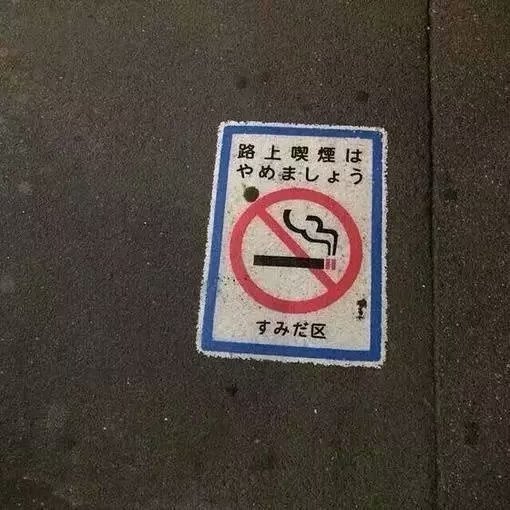 路上喫煙は
やめましょう
すみだ区